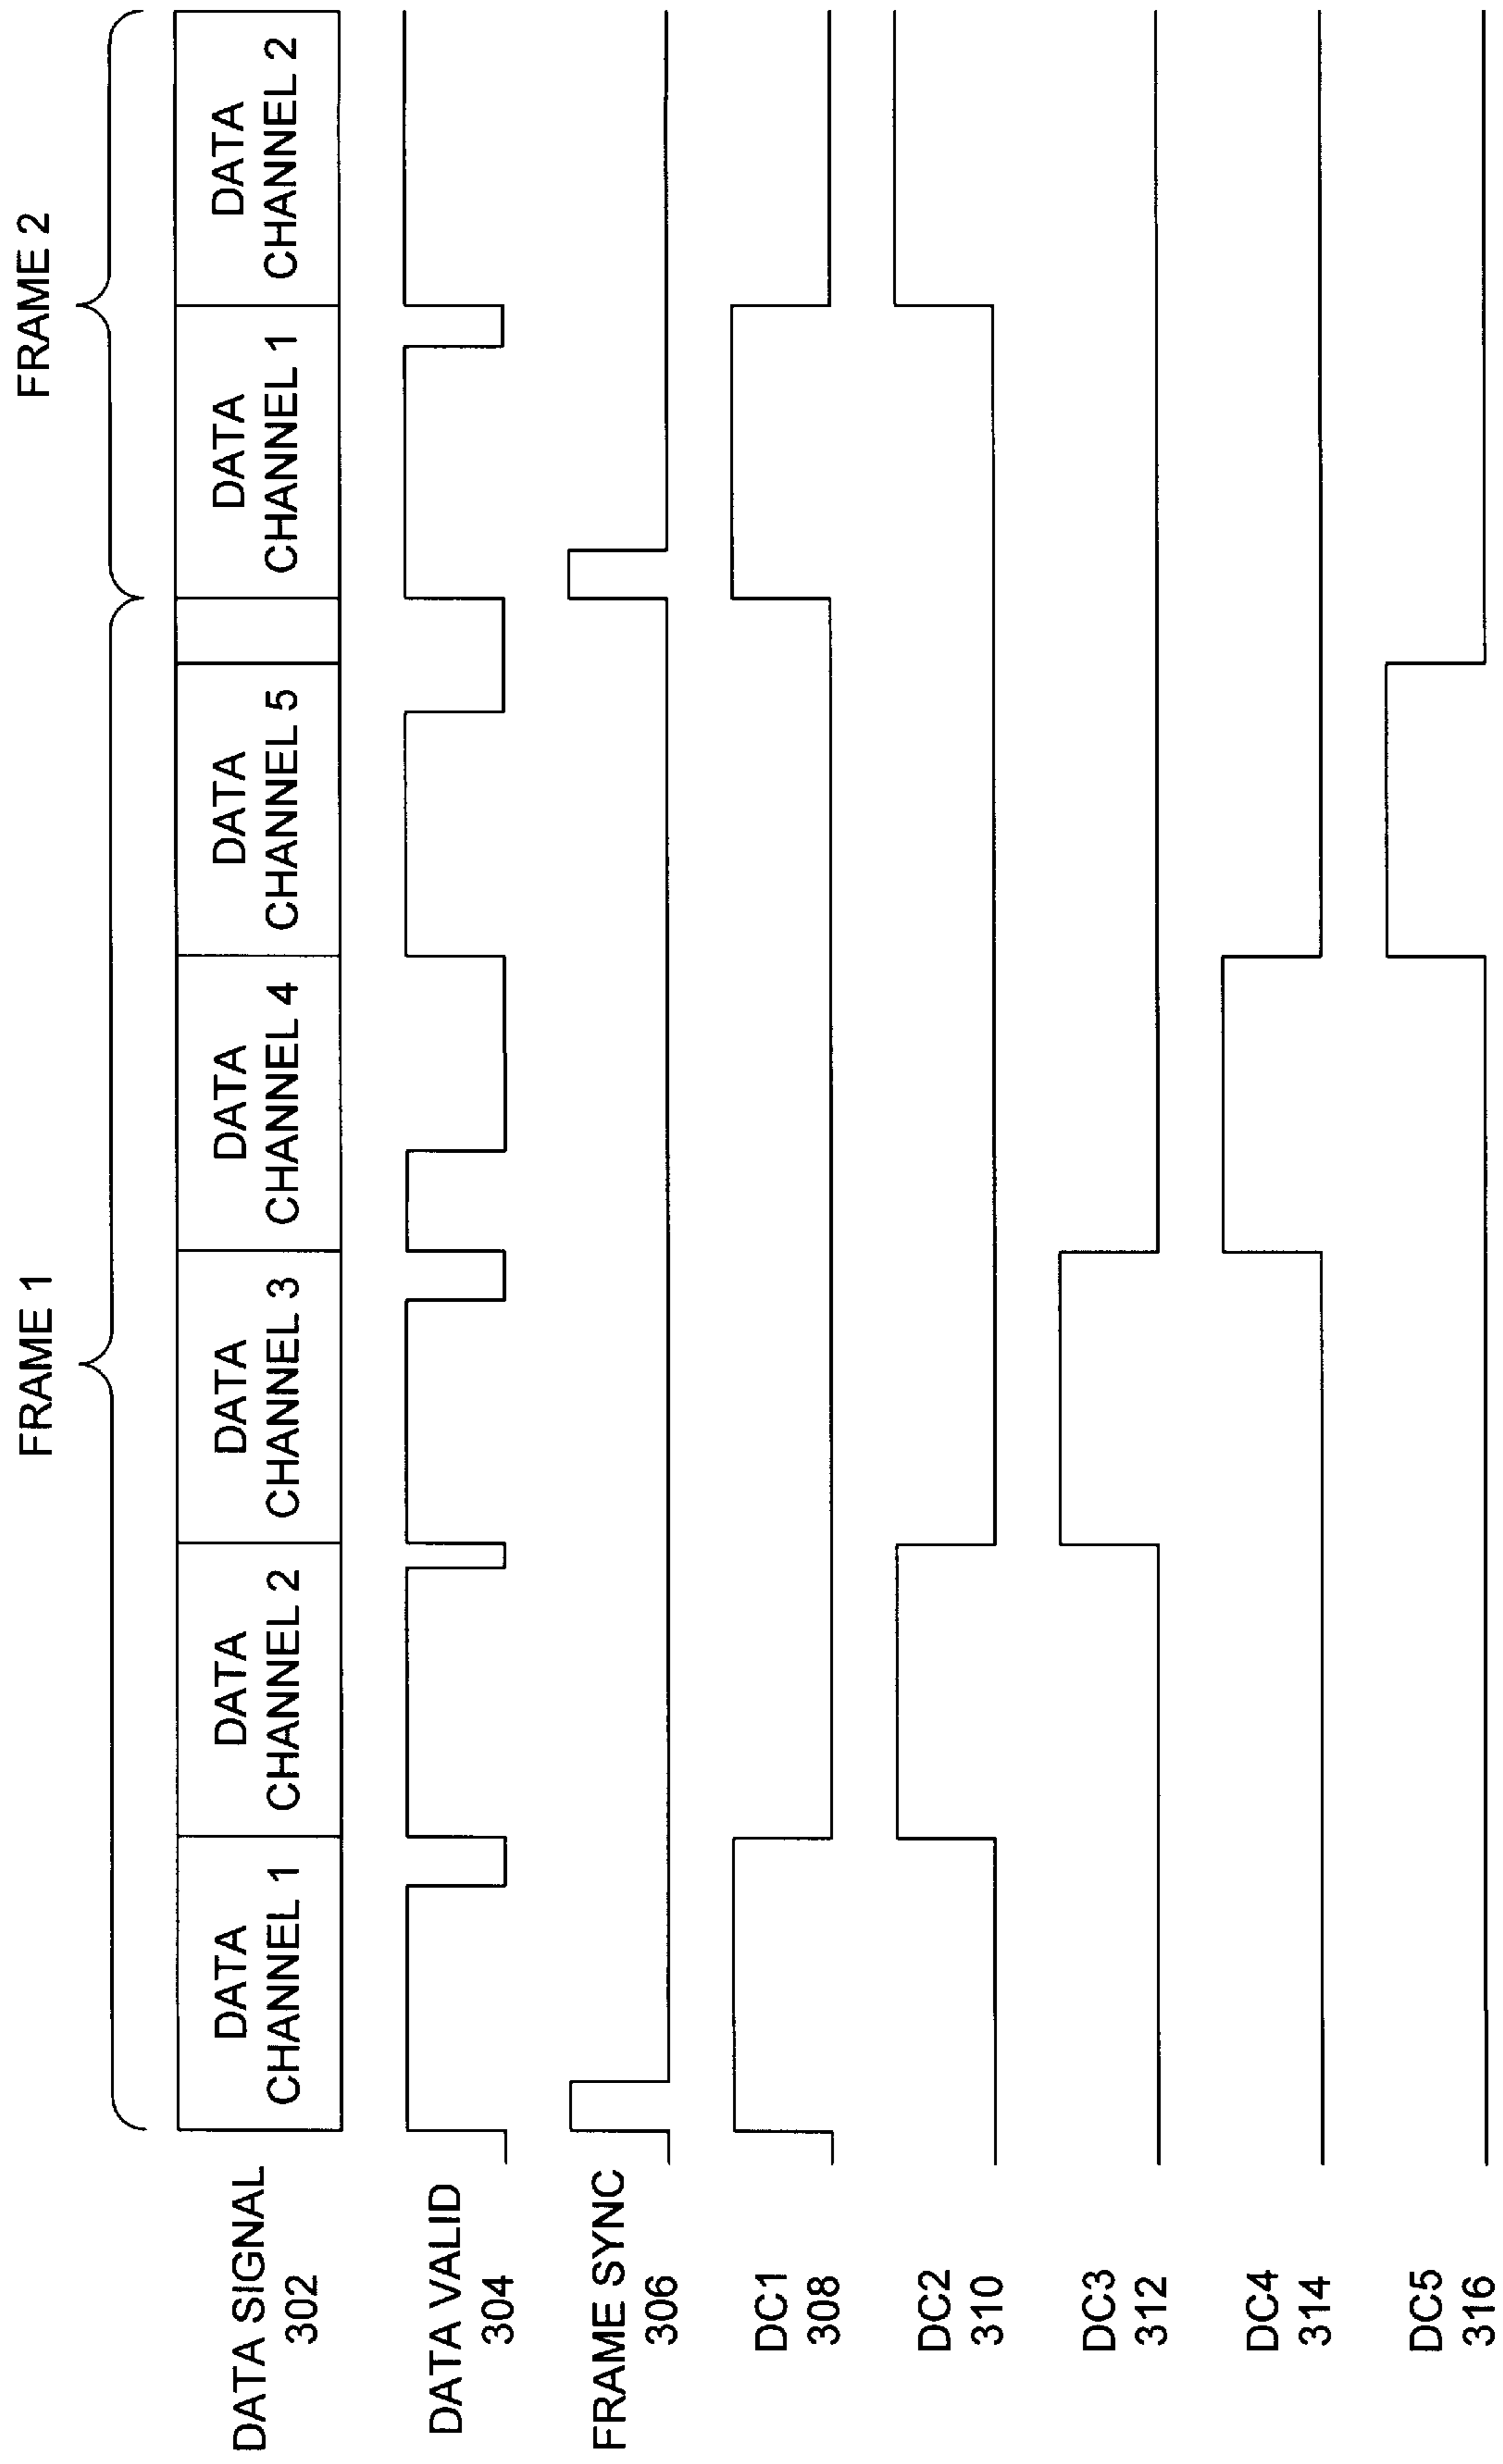 FRAME 1
FRAME 2
DATA SIGNAL
302
DATA
CHANNEL 1
DATA
CHANNEL 2
DATA
CHANNEL 3
DATA
CHANNEL 4
DATA
CHANNEL 5
DATA
CHANNEL 1
DATA
CHANNEL 2
DATA VALID
304
FRAME SYNC
306
DC1
308
DC2
310
DC3
312
DC4
314
DC5
316